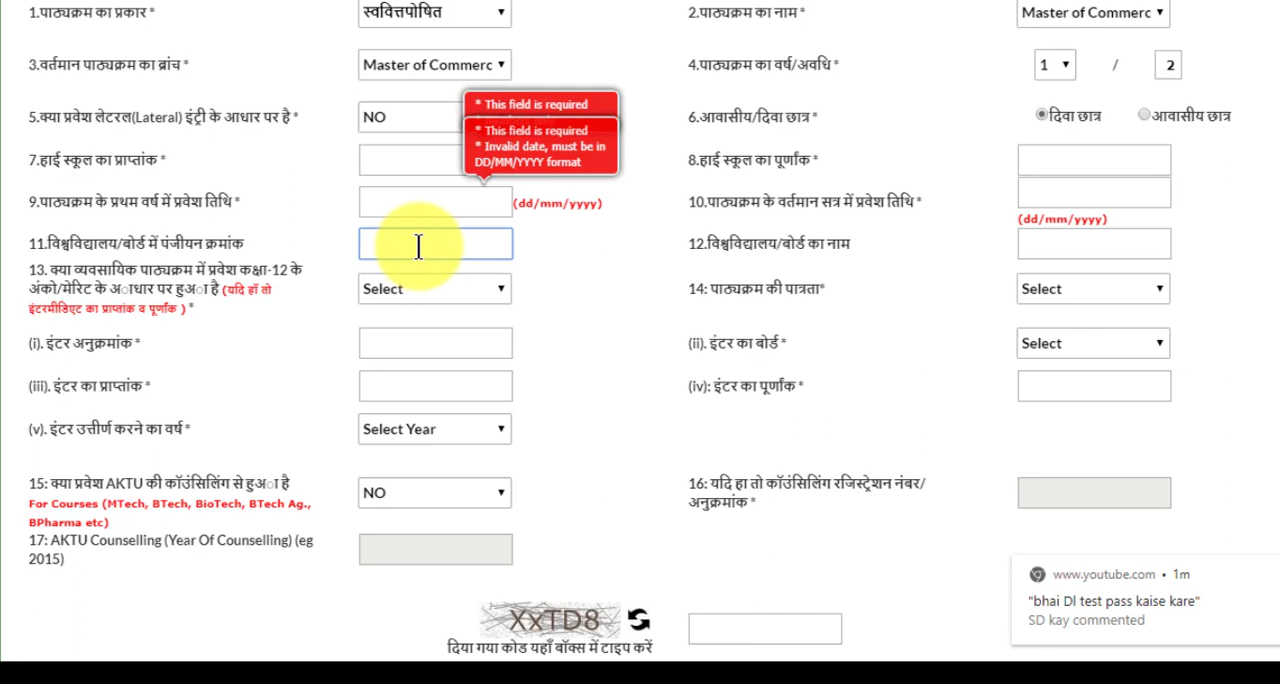 1.पाठ्यक्रम का प्रकार * स्ववित्तपोषित 2.पाठ्यक्रम का नाम * Master of Commerc
3.वर्तमान पाठ्यक्रम का ब्रांच * Master of Commerc 4.पाठ्यक्रम का वर्ष/अवधि * 1 / 2
* This field is required
5.क्या प्रवेश लेटरल(Lateral) इंट्री के आधार पर है * NO 6.आवासीय/दिवा छात्र * दिवा छात्र आवासीय छात्र
* This field is required
* Invalid date, must be in
DD/MM/YYYY format
7.हाई स्कूल का प्राप्तांक * 8.हाई स्कूल का पूर्णांक *
9.पाठ्यक्रम के प्रथम वर्ष में प्रवेश तिथि * (dd/mm/yyyy) 10.पाठ्यक्रम के वर्तमान सत्र में प्रवेश तिथि *
(dd/mm/yyyy)
11.विश्वविद्यालय/बोर्ड में पंजीयन क्रमांक 12.विश्वविद्यालय/बोर्ड का नाम
13. क्या व्यवसायिक पाठ्यक्रम में प्रवेश कक्षा-12 के
अंको/मेरिट के अाधार पर हुअा है (यदि हाँ तो
इंटरमीडिएट का प्राप्तांक व पूर्णांक ) *
Select 14: पाठ्यक्रम की पात्रता* Select
(i). इंटर अनुक्रमांक * (ii). इंटर का बोर्ड * Select
(iii). इंटर का प्राप्तांक * (iv): इंटर का पूर्णांक *
(v). इंटर उत्तीर्ण करने का वर्ष * Select Year
15: क्या प्रवेश AKTU की कॉउंसिलिंग से हुअा है
For Courses (MTech, BTech, BioTech, BTech Ag.,
BPharma etc)
NO
16: यदि हा तो कॉउंसिलिंग रजिस्ट्रेशन नंबर/
अनुक्रमांक *
17: AKTU Counselling (Year Of Counselling) (eg
2015)
www.youtube.com • 1m
"bhai Dl test pass kaise kare"
SD kay commented
XxTD8
दिया गया कोड यहाँ बॉक्स में टाइप करें